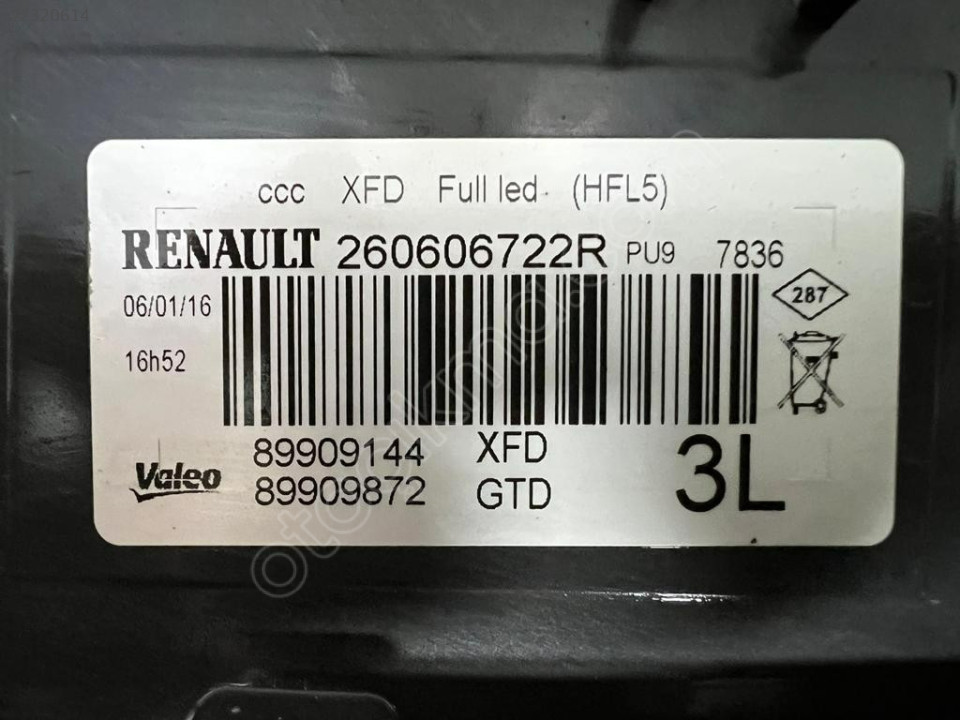 ccc XFD Full led (HFL5)
RENAULT 260606722R PU9 7836
06/01/16
287
16h52
89909144 XFD
Valeo 89909872 GTD
3L